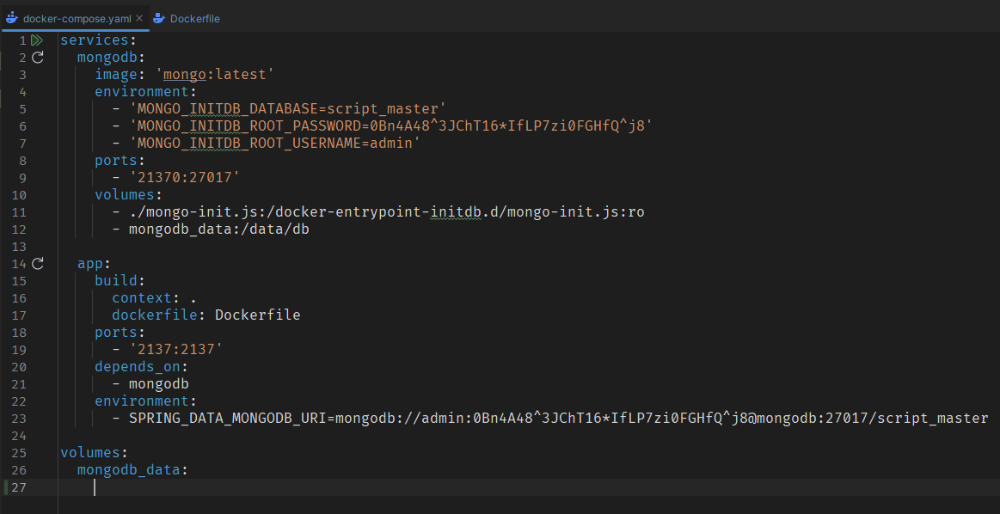 docker-compose.yaml × Dockerfile
1 services:
2   mongodb:
3     image: 'mongo:latest'
4     environment:
5       - 'MONGO_INITDB_DATABASE=script_master'
6       - 'MONGO_INITDB_ROOT_PASSWORD=0Bn4A48^3JChT16*IfLP7zi0FGHfQ^j8'
7       - 'MONGO_INITDB_ROOT_USERNAME=admin'
8     ports:
9       - '21370:27017'
10     volumes:
11       - ./mongo-init.js:/docker-entrypoint-initdb.d/mongo-init.js:ro
12       - mongodb_data:/data/db
13
14   app:
15     build:
16       context: .
17       dockerfile: Dockerfile
18     ports:
19       - '2137:2137'
20     depends_on:
21       - mongodb
22     environment:
23       - SPRING_DATA_MONGODB_URI=mongodb://admin:0Bn4A48^3JChT16*IfLP7zi0FGHfQ^j8@mongodb:27017/script_master
24
25 volumes:
26   mongodb_data:
27